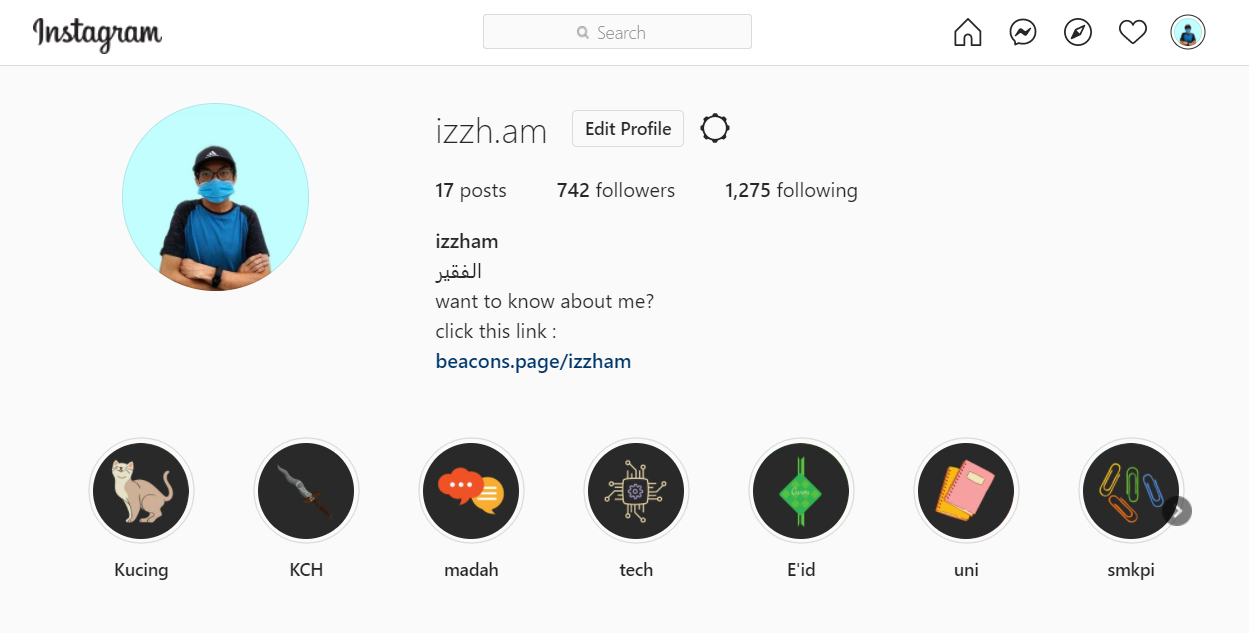 Instagram
Search
izzh.am Edit Profile
17 posts 742 followers 1,275 following
izzham
الفقير
want to know about me?
click this link :
beacons.page/izzham
Kucing KCH madah tech E'id uni smkpi